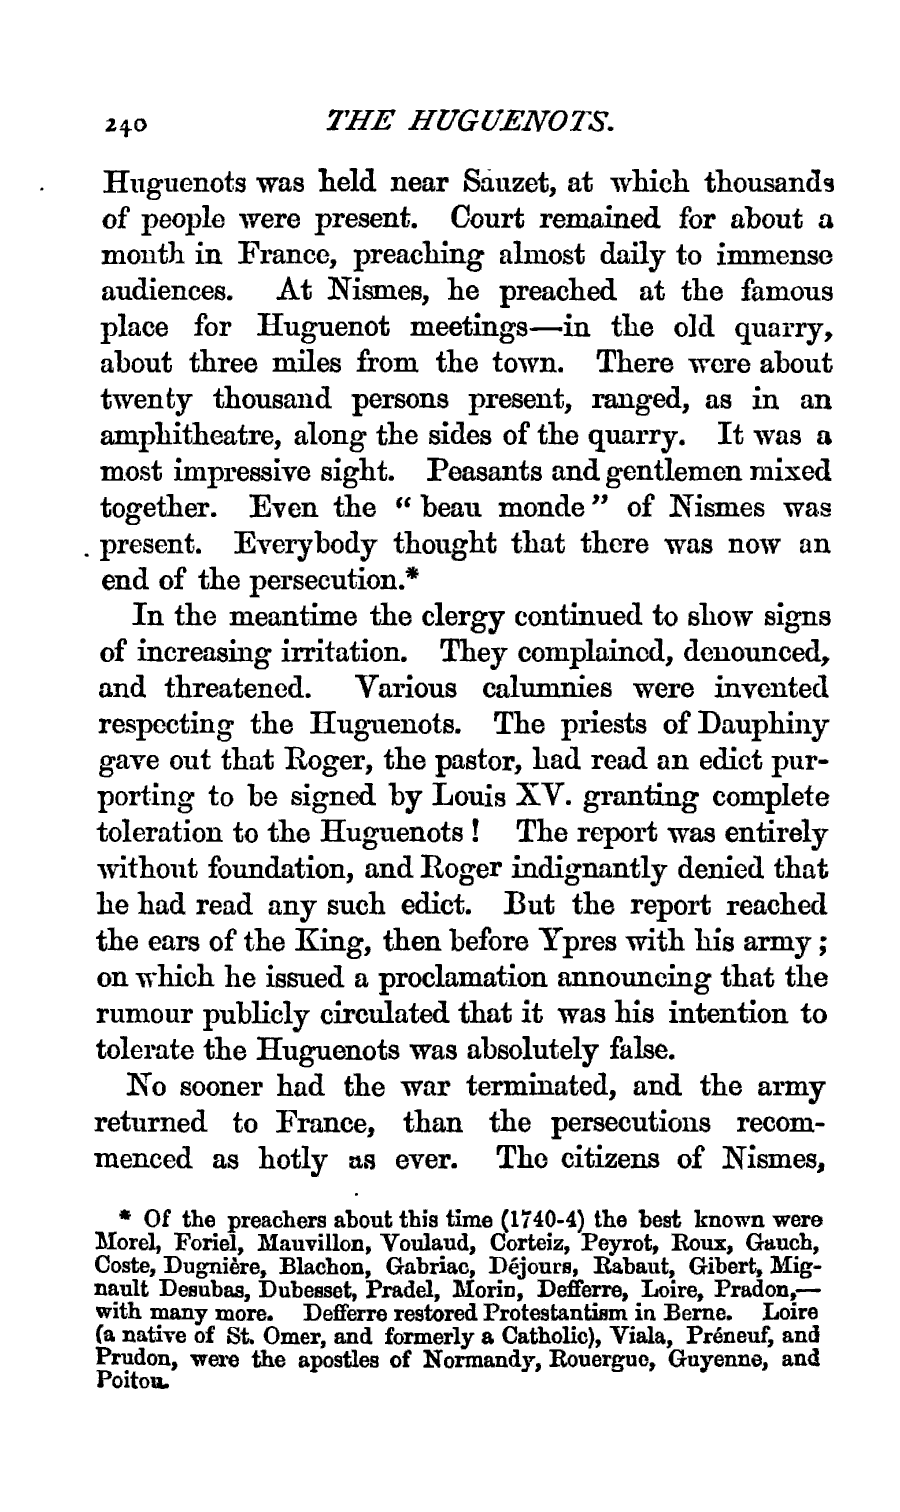 240 THE HUGUENOTS.
Huguenots was held near Sauzet, at which thousands
of people were present. Court remained for about a
month in France, preaching almost daily to immense
audiences. At Nismes, he preached at the famous
place for Huguenot meetings—in the old quarry,
about three miles from the town. There were about
twenty thousand persons present, ranged, as in an
amphitheatre, along the sides of the quarry. It was a
most impressive sight. Peasants and gentlemen mixed
together. Even the “ beau monde ” of Nismes was
present. Everybody thought that there was now an
end of the persecution.*
In the meantime the clergy continued to show signs
of increasing irritation. They complained, denounced,
and threatened. Various calumnies were invented
respecting the Huguenots. The priests of Dauphiny
gave out that Roger, the pastor, had read an edict pur-
porting to be signed by Louis XV. granting complete
toleration to the Huguenots ! The report was entirely
without foundation, and Roger indignantly denied that
he had read any such edict. But the report reached
the ears of the King, then before Ypres with his army ;
on which he issued a proclamation announcing that the
rumour publicly circulated that it was his intention to
tolerate the Huguenots was absolutely false.
No sooner had the war terminated, and the army
returned to France, than the persecutions recom-
menced as hotly as ever. The citizens of Nismes,
* Of the preachers about this time (1740-4) the best known were
Morel, Foriel, Mauvillon, Voulaud, Corteiz, Peyrot, Roux, Gauch,
Coste, Dugnière, Blachon, Gabriac, Déjours, Rabaut, Gibert, Mig-
nault Desubas, Dubesset, Pradel, Morin, Defferre, Loire, Pradon,—
with many more. Defferre restored Protestantism in Berne. Loire
(a native of St. Omer, and formerly a Catholic), Viala, Préneuf, and
Prudon, were the apostles of Normandy, Rouergue, Guyenne, and
Poitou.